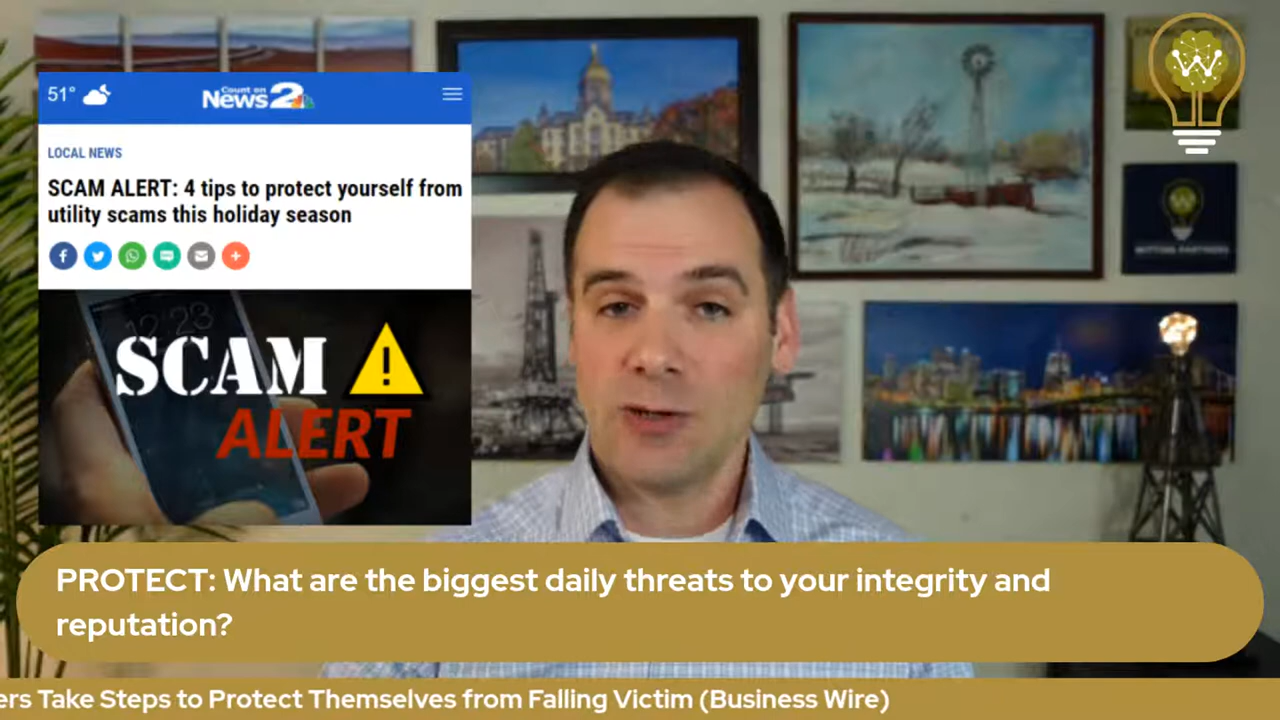 51°
Count on
News 2
LOCAL NEWS
SCAM ALERT: 4 tips to protect yourself from
utility scams this holiday season
12:23
SCAM
ALERT
W
PROTECT: What are the biggest daily threats to your integrity and
reputation?
ers Take Steps to Protect Themselves from Falling Victim (Business Wire)